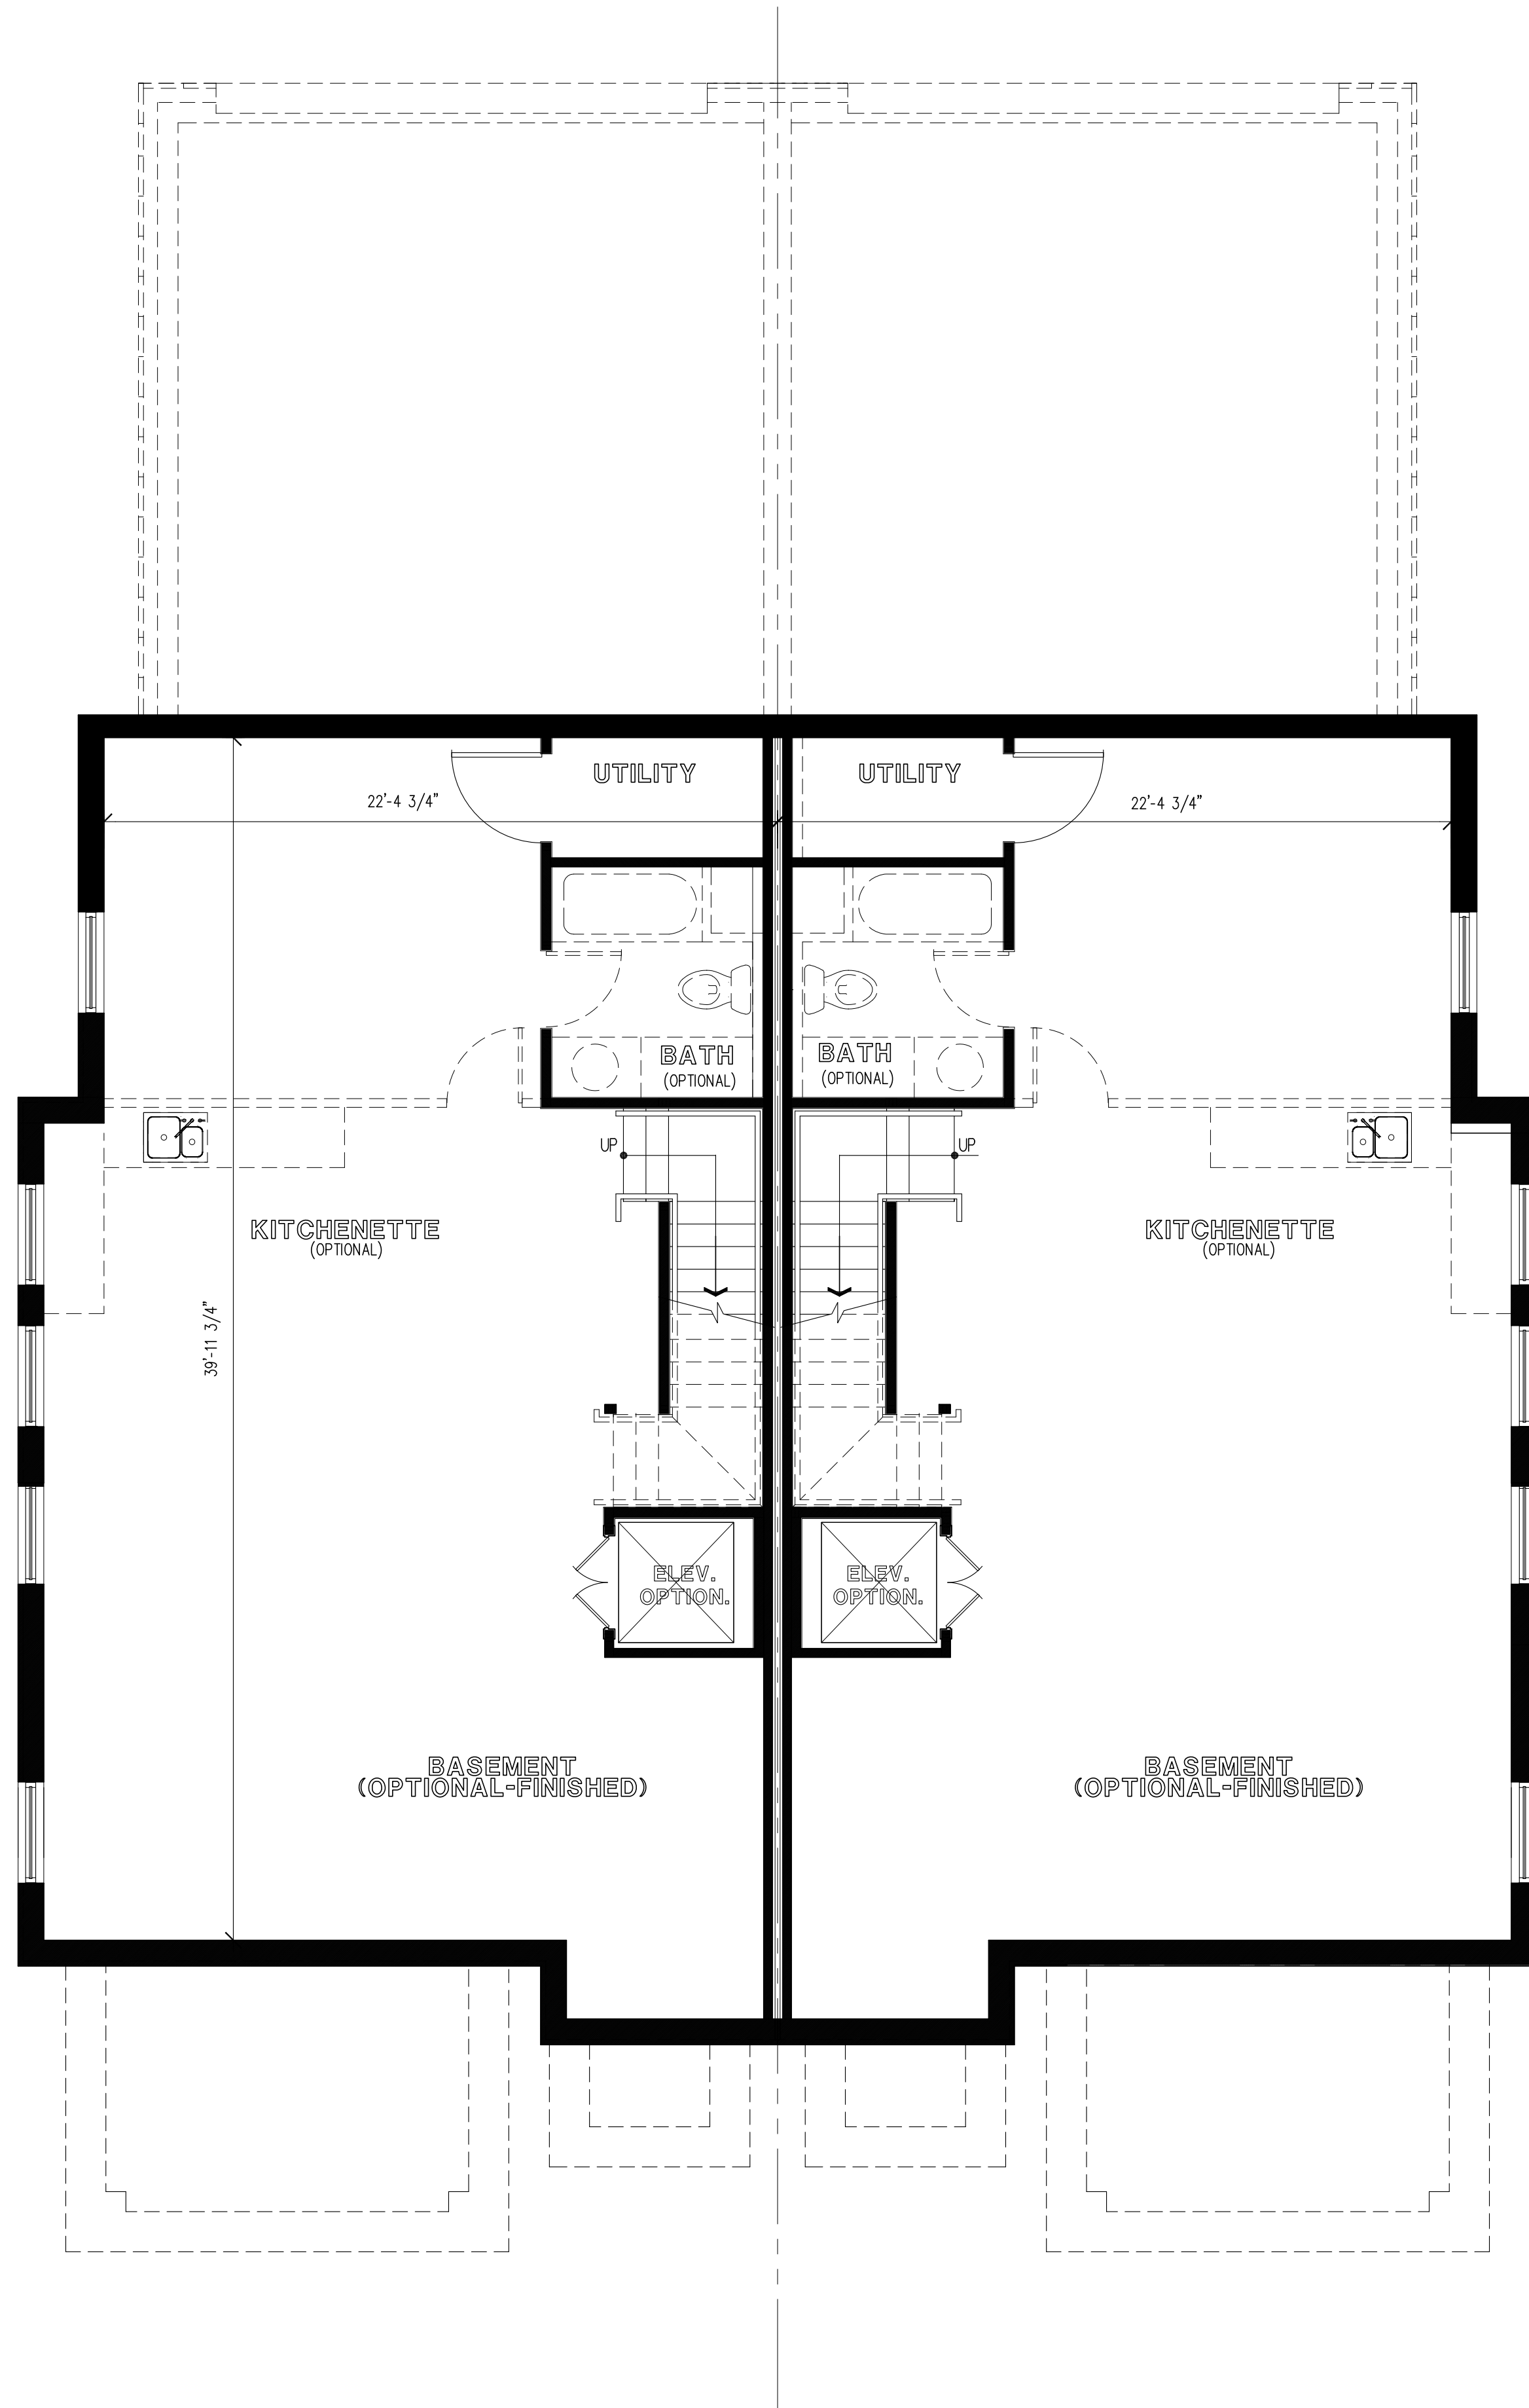 UTILITY
UTILITY
22'-4 3/4"
22'-4 3/4"
BATH
(OPTIONAL)
BATH
(OPTIONAL)
UP
UP
KITCHENETTE
(OPTIONAL)
KITCHENETTE
(OPTIONAL)
39'-11 3/4"
ELEV.
OPTION.
ELEV.
OPTION.
BASEMENT
(OPTIONAL-FINISHED)
BASEMENT
(OPTIONAL-FINISHED)